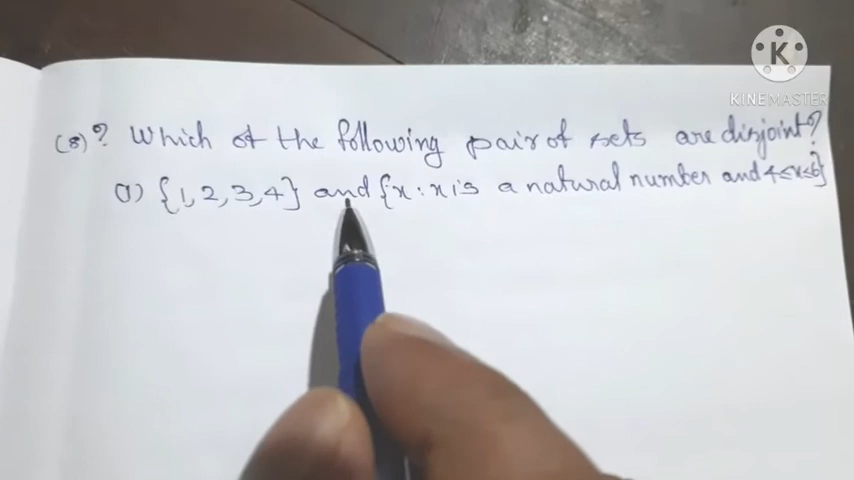 K
KINEMASTER
(8)? Which of the following pair of sets are disjoint?
(1) {1,2,3,4} and {x : x is a natural number and 4≤x≤6}